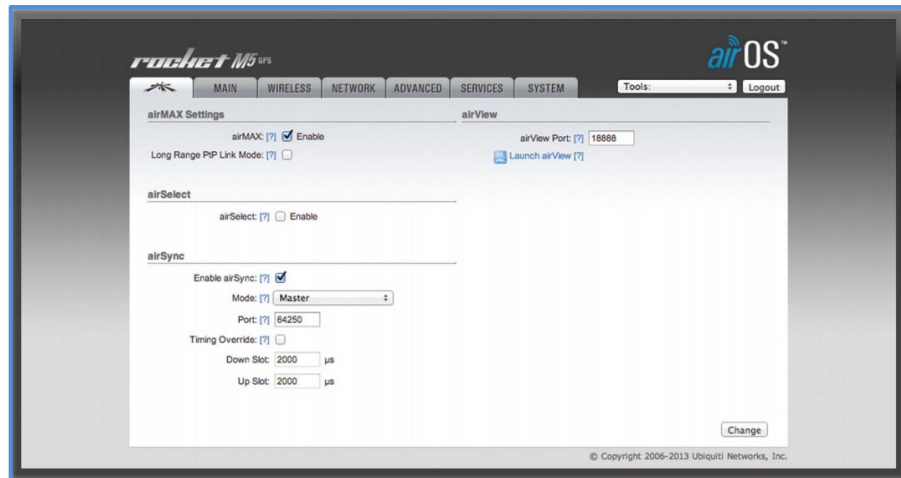 rocket M5 GPS
airOS™
MAIN WIRELESS NETWORK ADVANCED SERVICES SYSTEM Tools: Logout
airMAX Settings
airMAX: [?] Enable
Long Range PtP Link Mode: [?]
airSelect
airSelect: [?] Enable
airSync
Enable airSync: [?]
Mode: [?] Master
Port: [?] 64250
Timing Override: [?]
Down Slot: 2000 µs
Up Slot: 2000 µs
airView
airView Port: [?] 18888
Launch airView [?]
Change
© Copyright 2006-2013 Ubiquiti Networks, Inc.